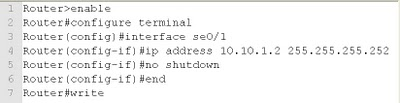 1 Router>enable
2 Router#configure terminal
3 Router(config)#interface se0/1
4 Router(config-if)#ip address 10.10.1.2 255.255.255.252
5 Router(config-if)#no shutdown
6 Router(config-if)#end
7 Router#write